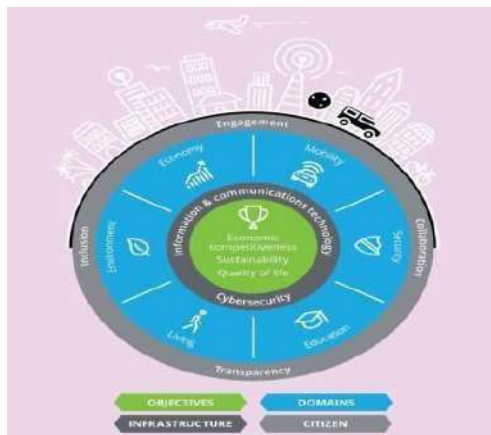 Engagement
Economy
Mobility
Information & communications technology
Inclusion
Environment
Economic
competitiveness
Sustainability
Quality of life
Security
Collaboration
Cybersecurity
Living
Education
Transparency
OBJECTIVES
DOMAINS
INFRASTRUCTURE
CITIZEN